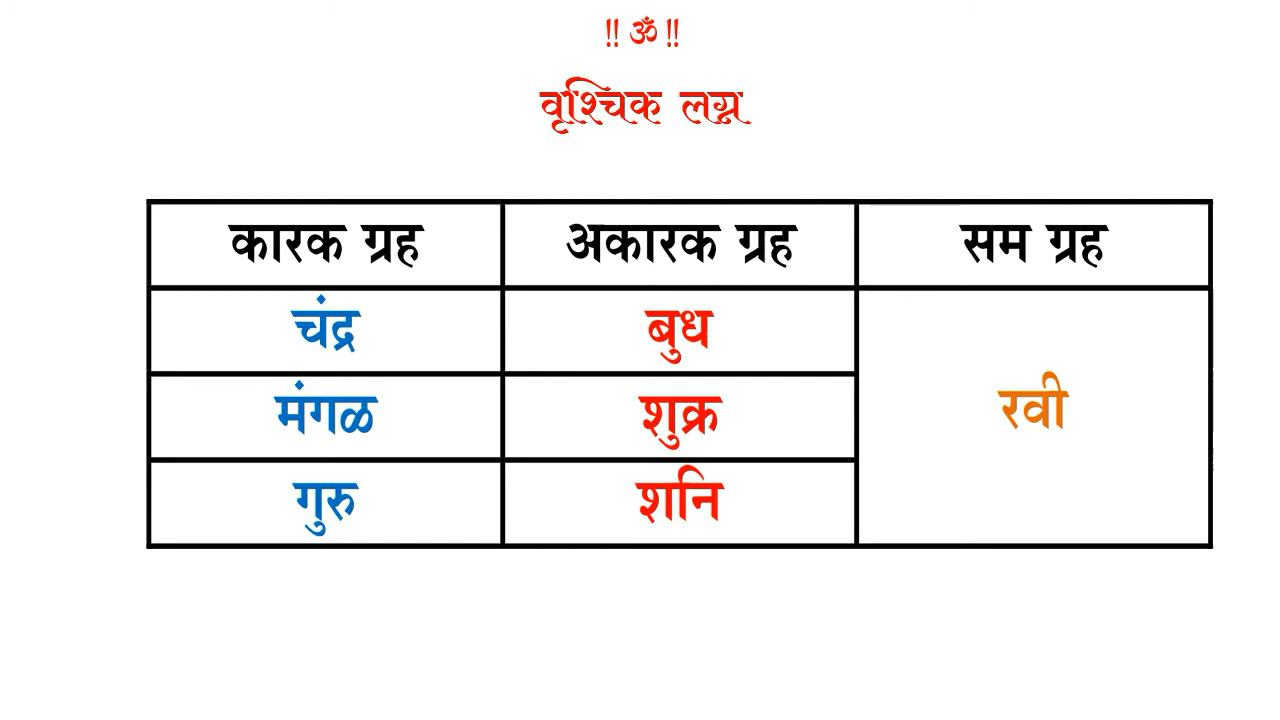 !! ॐ !!
वृश्चिक लग्न
कारक ग्रह अकारक ग्रह सम ग्रह
चंद्र बुध
मंगळ शुक्र रवी
गुरु शनि